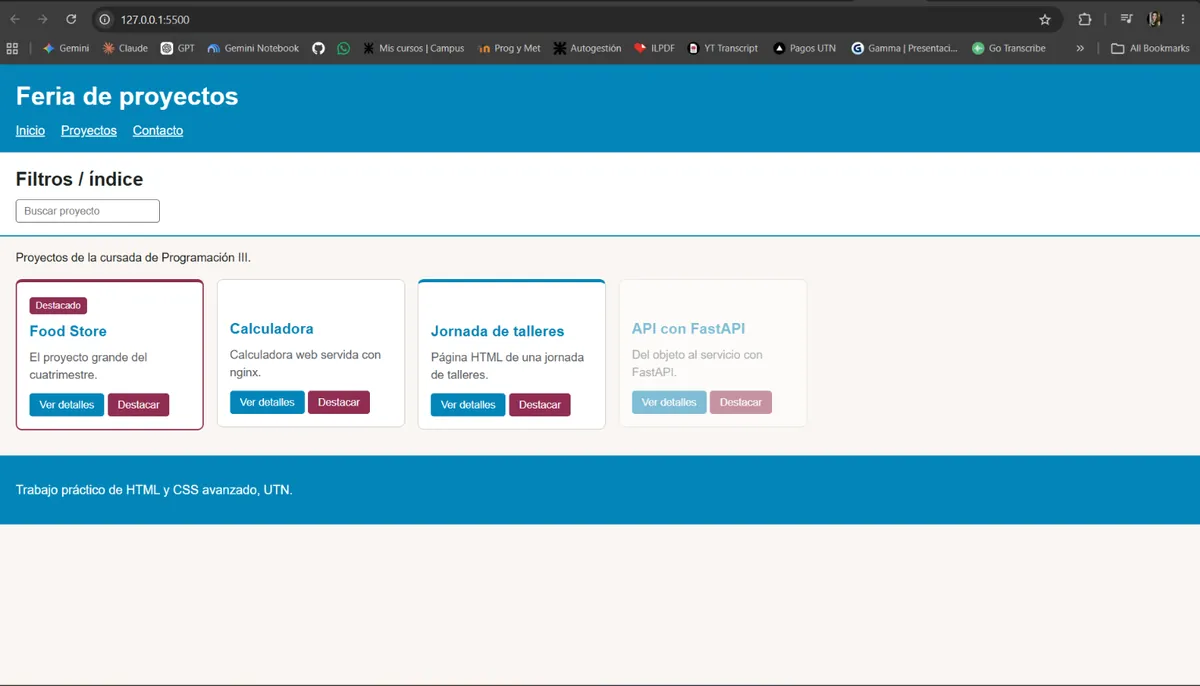 127.0.0.1:5500
Gemini Claude GPT Gemini Notebook Mis cursos | Campus Prog y Met Autogestión ILPDF YT Transcript Pagos UTN Gamma | Presentaci... Go Transcribe » All Bookmarks
Feria de proyectos
Inicio Proyectos Contacto
Filtros / índice
Buscar proyecto
Proyectos de la cursada de Programación III.
Destacado
Food Store
El proyecto grande del
cuatrimestre.
Ver detalles Destacar
Calculadora
Calculadora web servida con
nginx.
Ver detalles Destacar
Jornada de talleres
Página HTML de una jornada
de talleres.
Ver detalles Destacar
API con FastAPI
Del objeto al servicio con
FastAPI.
Ver detalles Destacar
Trabajo práctico de HTML y CSS avanzado, UTN.